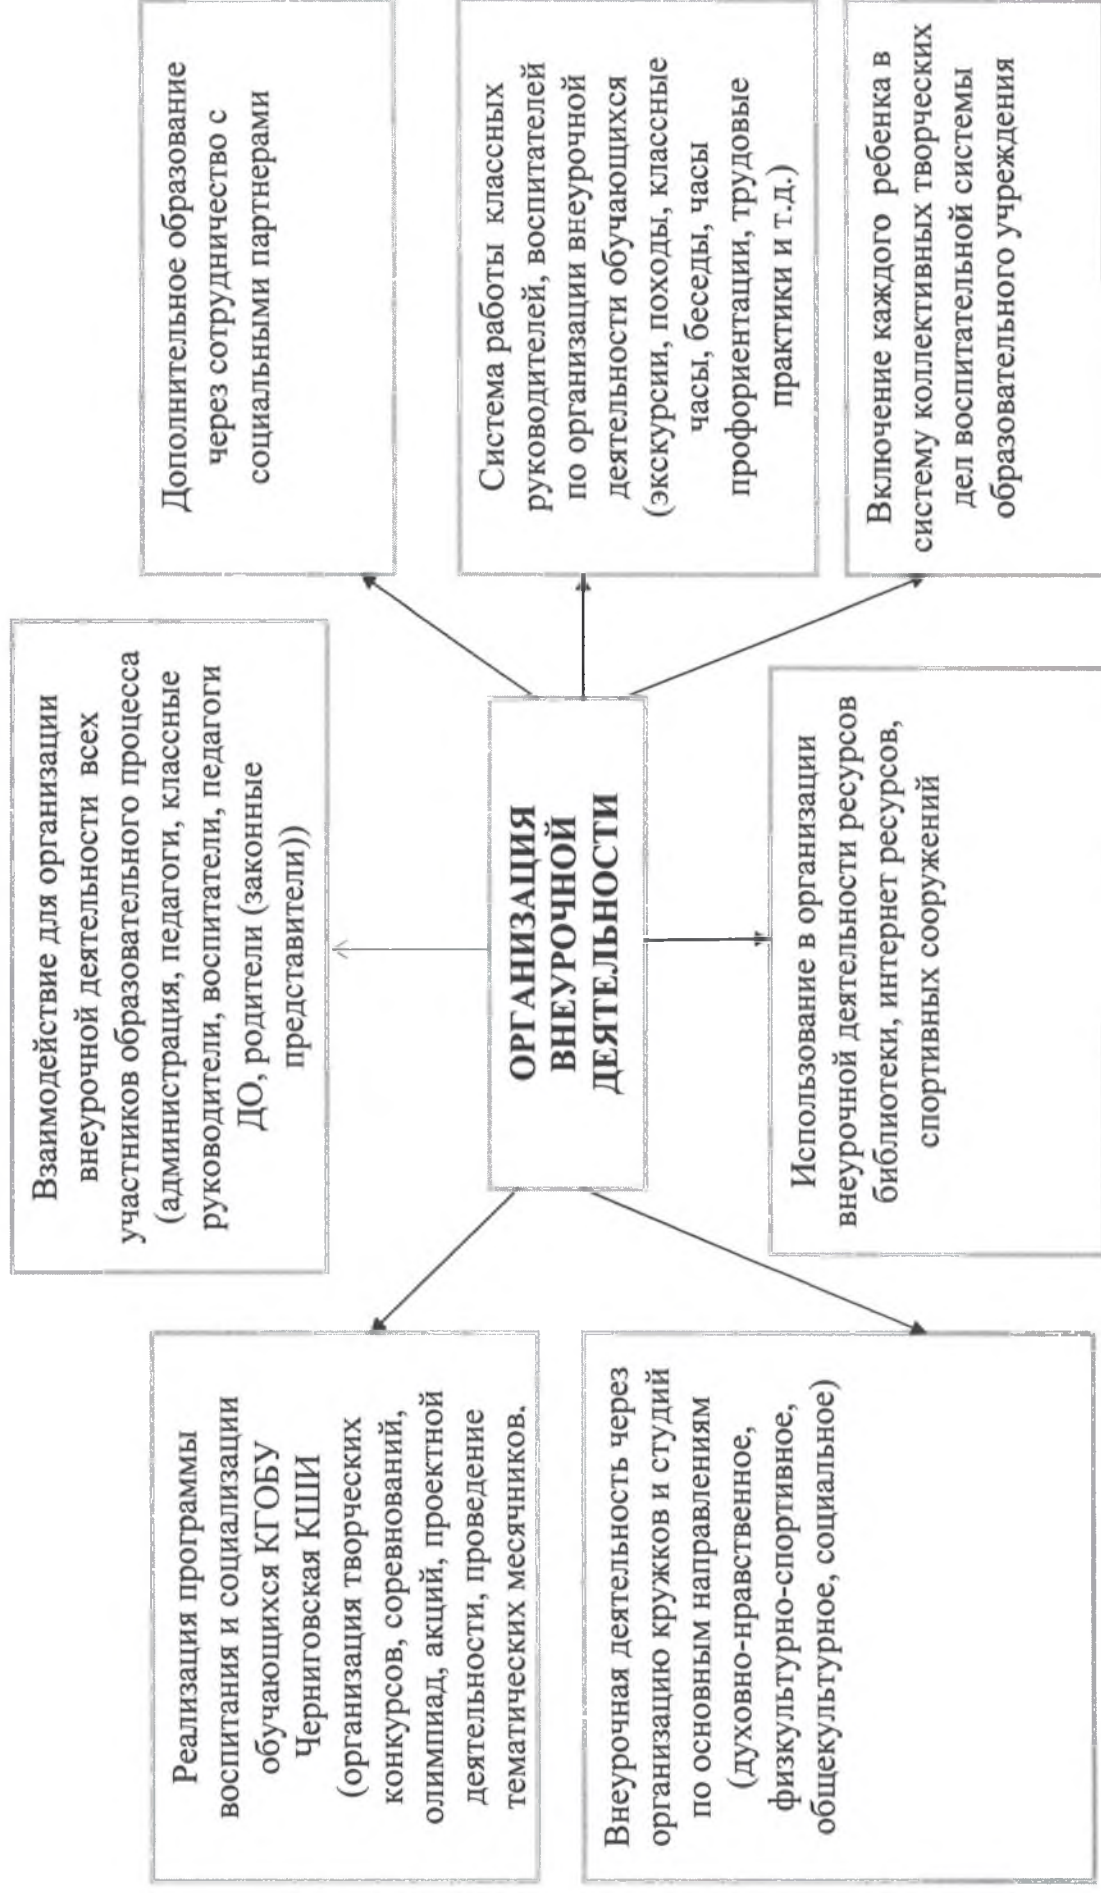 Взаимодействие для организации
внеурочной деятельности всех
участников образовательного процесса
(администрация, педагоги, классные
руководители, воспитатели, педагоги
ДО, родители (законные
представители))
Реализация программы
воспитания и социализации
обучающихся КГОБУ
Черниговская КШИ
(организация творческих
конкурсов, соревнований,
олимпиад, акций, проектной
деятельности, проведение
тематических месячников.
Дополнительное образование
через сотрудничество с
социальными партнерами
ОРГАНИЗАЦИЯ
ВНЕУРОЧНОЙ
ДЕЯТЕЛЬНОСТИ
Система работы классных
руководителей, воспитателей
по организации внеурочной
деятельности обучающихся
(экскурсии, походы, классные
часы, беседы, часы
профориентации, трудовые
практики и т.д.)
Внеурочная деятельность через
организацию кружков и студий
по основным направлениям
(духовно-нравственное,
физкультурно-спортивное,
общекультурное, социальное)
Использование в организации
внеурочной деятельности ресурсов
библиотеки, интернет ресурсов,
спортивных сооружений
Включение каждого ребенка в
систему коллективных творческих
дел воспитательной системы
образовательного учреждения